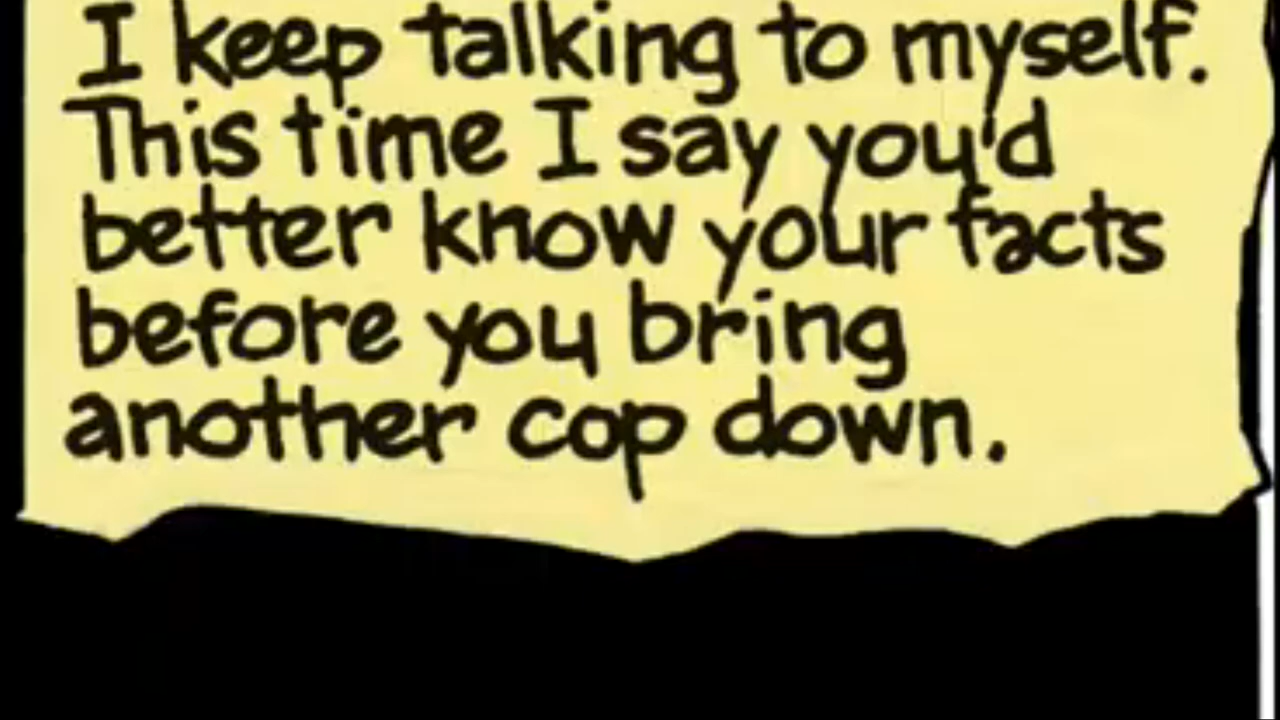 I keep talking to myself.
This time I say you'd
better know your facts
before you bring
another cop down.